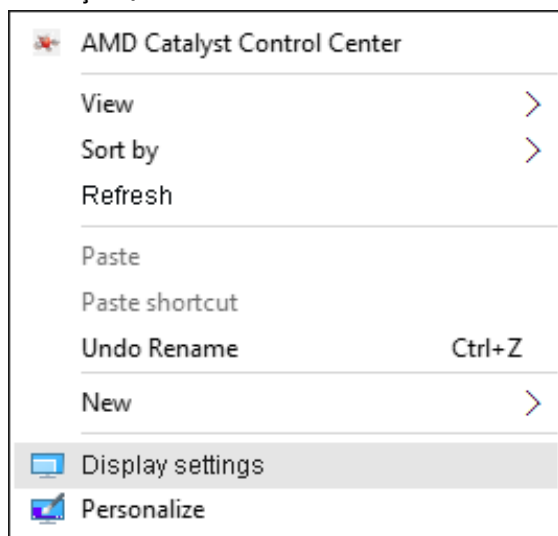 AMD Catalyst Control Center
View
Sort by
Refresh
Paste
Paste shortcut
Undo Rename Ctrl+Z
New
Display settings
Personalize